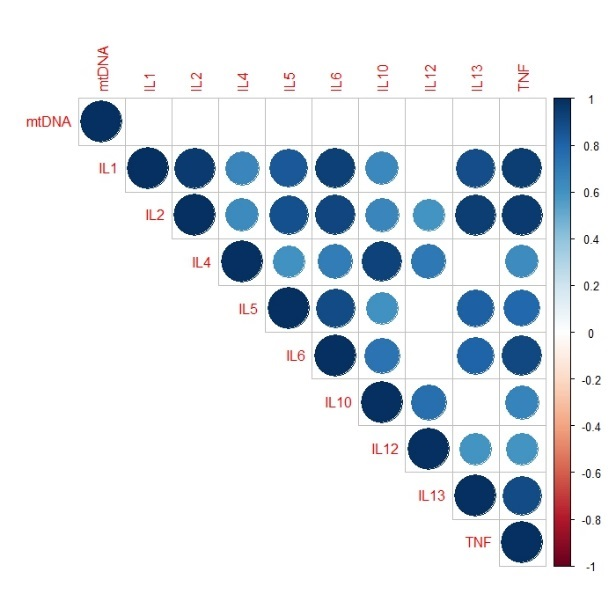 mtDNA IL1 IL2 IL4 IL5 IL6 IL10 IL12 IL13 TNF
mtDNA
IL1
IL2
IL4
IL5
IL6
IL10
IL12
IL13
TNF
1
0.8
0.6
0.4
0.2
0
-0.2
-0.4
-0.6
-0.8
-1